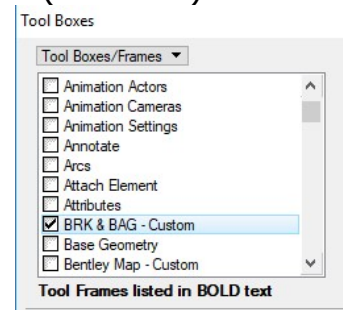 Tool Boxes
Tool Boxes/Frames
Animation Actors
Animation Cameras
Animation Settings
Annotate
Arcs
Attach Element
Attributes
BRK & BAG - Custom
Base Geometry
Bentley Map - Custom
Tool Frames listed in BOLD text